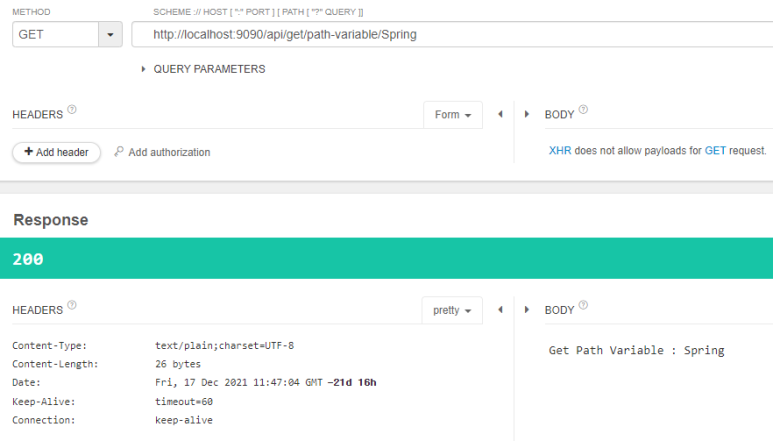 METHOD SCHEME :// HOST [ ":" PORT ] [ PATH [ "?" QUERY ]]
GET http://localhost:9090/api/get/path-variable/Spring
QUERY PARAMETERS
HEADERS ? Form BODY ?
+ Add header Add authorization XHR does not allow payloads for GET request.
Response
200
HEADERS ? pretty BODY ?
Content-Type: text/plain;charset=UTF-8 Get Path Variable : Spring
Content-Length: 26 bytes
Date: Fri, 17 Dec 2021 11:47:04 GMT –21d 16h
Keep-Alive: timeout=60
Connection: keep-alive